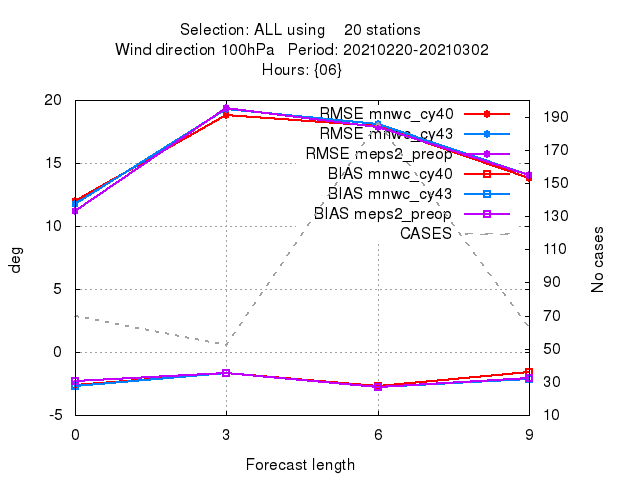 Selection: ALL using 20 stations
Wind direction 100hPa Period: 20210220-20210302
Hours: {06}
RMSE mnwc_cy40
RMSE mnwc_cy43
RMSE meps2_preop
BIAS mnwc_cy40
BIAS mnwc_cy43
BIAS meps2_preop
CASES
deg
20
15
10
5
0
-5
190
170
150
130
110
90
70
50
30
10
No cases
0 3 6 9
Forecast length